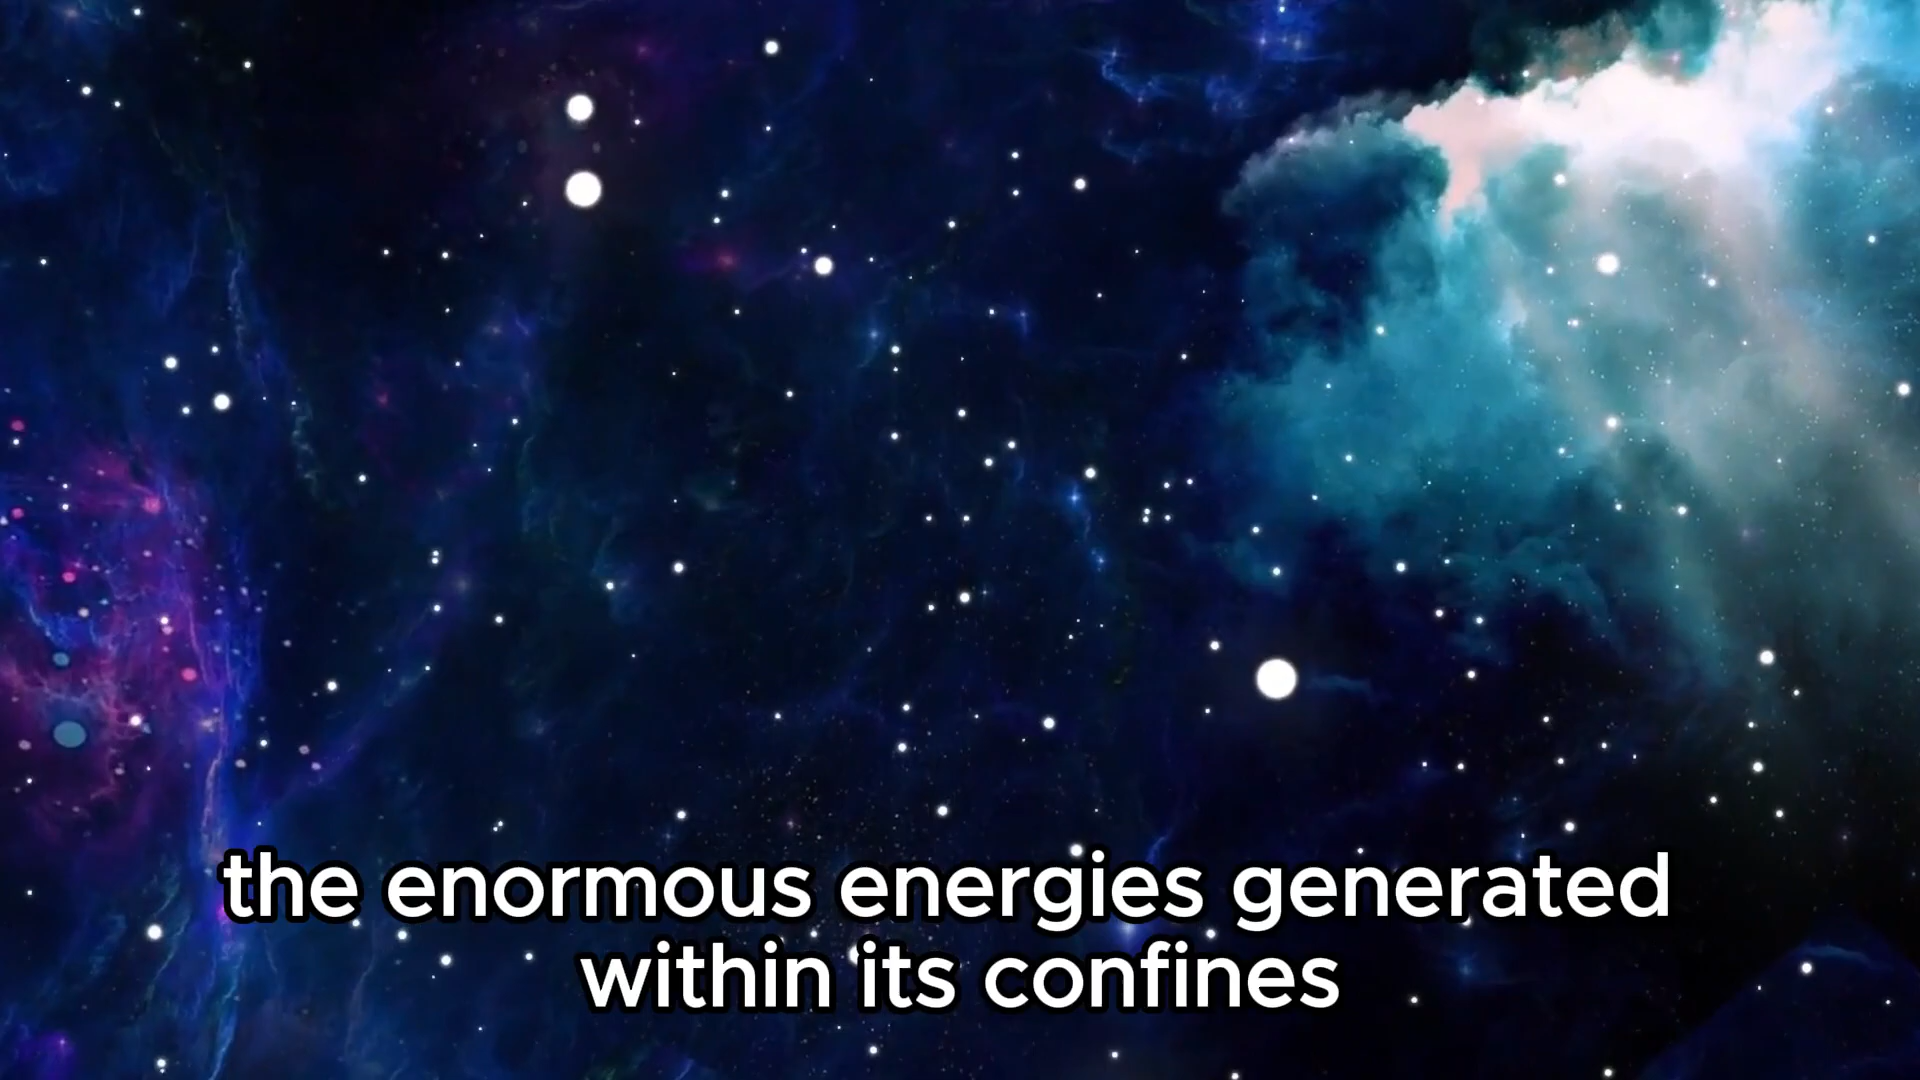 the enormous energies generated
within its confines